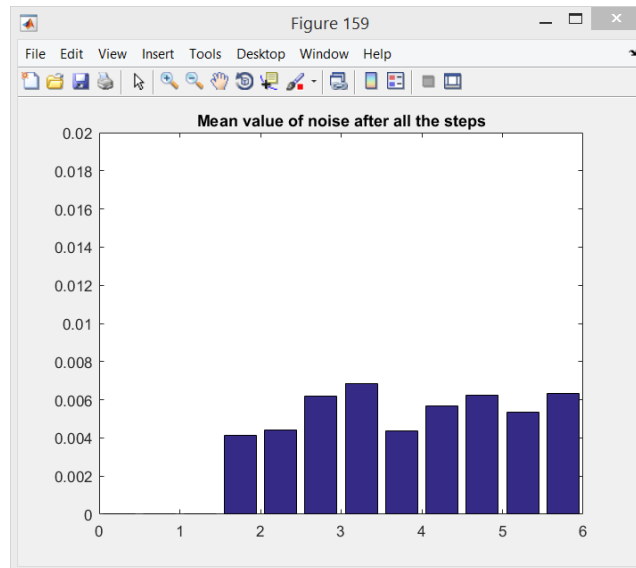 Figure 159
File Edit View Insert Tools Desktop Window Help
Mean value of noise after all the steps
0.02
0.018
0.016
0.014
0.012
0.01
0.008
0.006
0.004
0.002
0
0 1 2 3 4 5 6